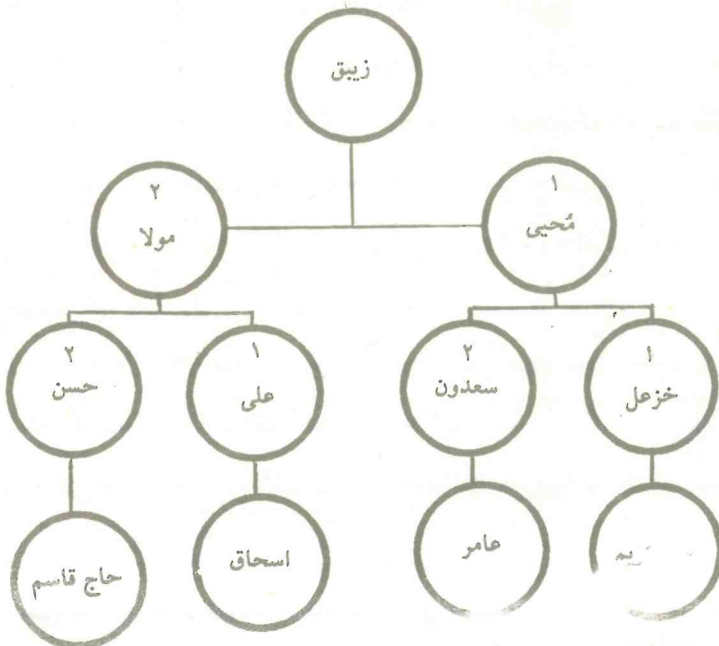 زیبق
۱
مُحیی
۲
مولا
۱
خزعل
۲
سعدون
۱
علی
۲
حسن
عامر
اسحاق
حاج قاسم